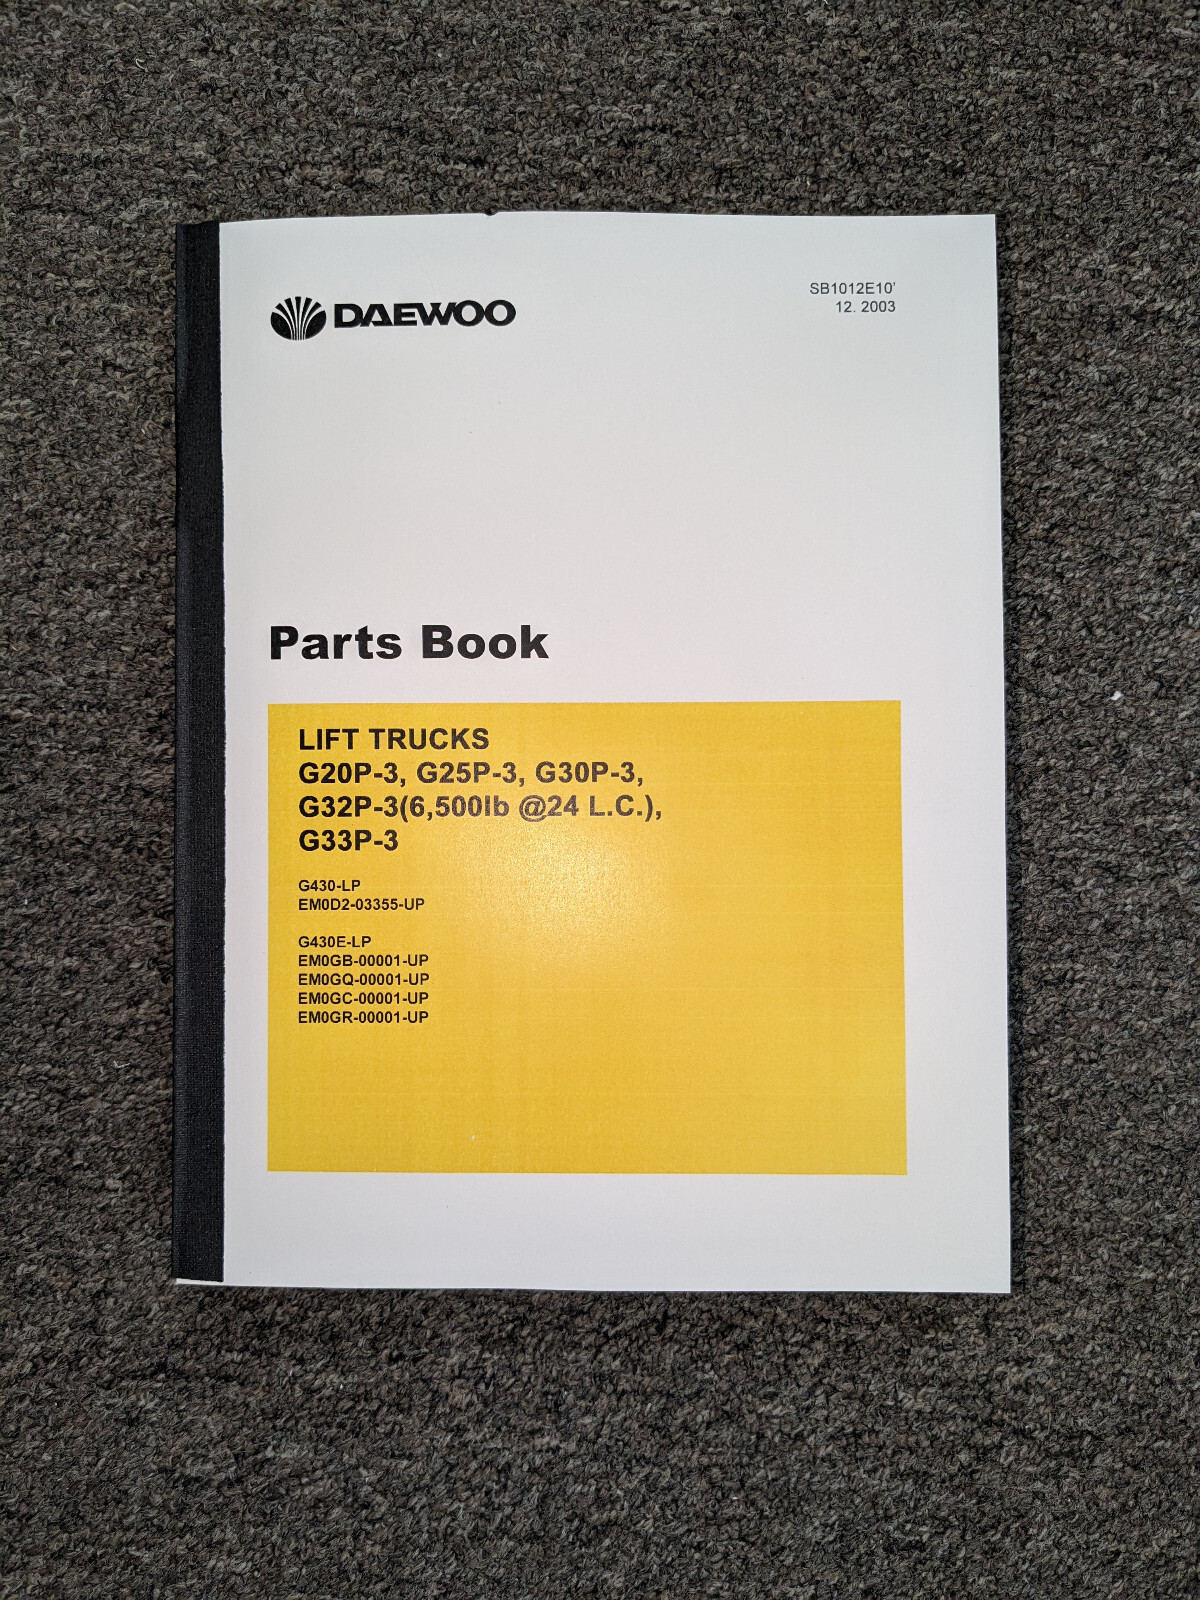 DAEWOO
SB1012E10'
12. 2003
Parts Book
LIFT TRUCKS
G20P-3, G25P-3, G30P-3,
G32P-3(6,500lb @24 L.C.),
G33P-3
G430-LP
EM0D2-03355-UP
G430E-LP
EM0GB-00001-UP
EM0GQ-00001-UP
EM0GC-00001-UP
EM0GR-00001-UP